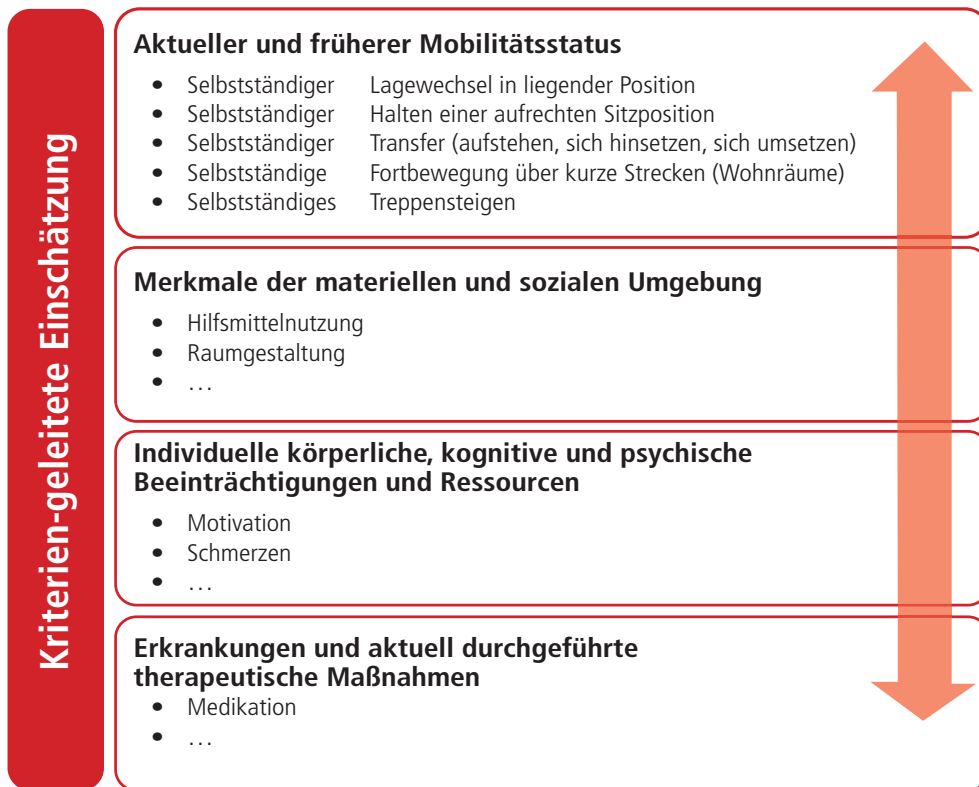 Kriterien-geleitete Einschätzung
Aktueller und früherer Mobilitätsstatus
• Selbstständiger Lagewechsel in liegender Position
• Selbstständiger Halten einer aufrechten Sitzposition
• Selbstständiger Transfer (aufstehen, sich hinsetzen, sich umsetzen)
• Selbstständige Fortbewegung über kurze Strecken (Wohnräume)
• Selbstständiges Treppensteigen
Merkmale der materiellen und sozialen Umgebung
• Hilfsmittelnutzung
• Raumgestaltung
• …
Individuelle körperliche, kognitive und psychische
Beeinträchtigungen und Ressourcen
• Motivation
• Schmerzen
• …
Erkrankungen und aktuell durchgeführte
therapeutische Maßnahmen
• Medikation
• …